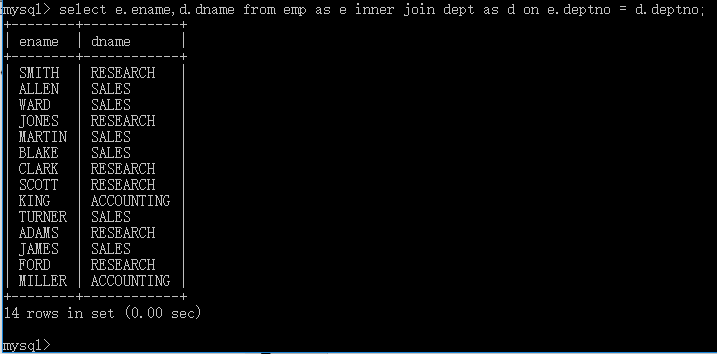 mysql> select e.ename,d.dname from emp as e inner join dept as d on e.deptno = d.deptno;
+--------+------------+
| ename  | dname      |
+--------+------------+
| SMITH  | RESEARCH   |
| ALLEN  | SALES      |
| WARD   | SALES      |
| JONES  | RESEARCH   |
| MARTIN | SALES      |
| BLAKE  | SALES      |
| CLARK  | RESEARCH   |
| SCOTT  | RESEARCH   |
| KING   | ACCOUNTING |
| TURNER | SALES      |
| ADAMS  | RESEARCH   |
| JAMES  | SALES      |
| FORD   | RESEARCH   |
| MILLER | ACCOUNTING |
+--------+------------+
14 rows in set (0.00 sec)
mysql>